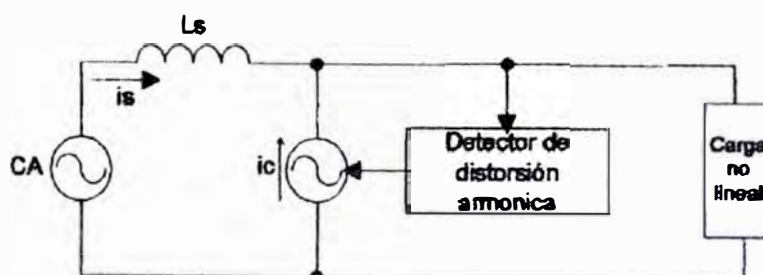 Ls
is
CA
ic
Detector de
distorsión
armonica
Carga
no
lineal